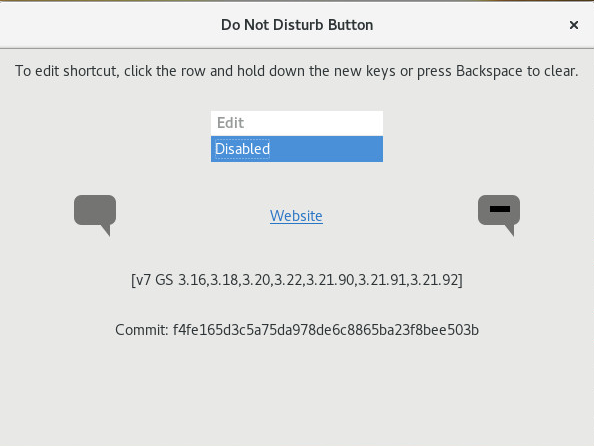 Do Not Disturb Button
To edit shortcut, click the row and hold down the new keys or press Backspace to clear.
Edit
Disabled
Website
[v7 GS 3.16,3.18,3.20,3.22,3.21.90,3.21.91,3.21.92]
Commit: f4fe165d3c5a75da978de6c8865ba23f8bee503b